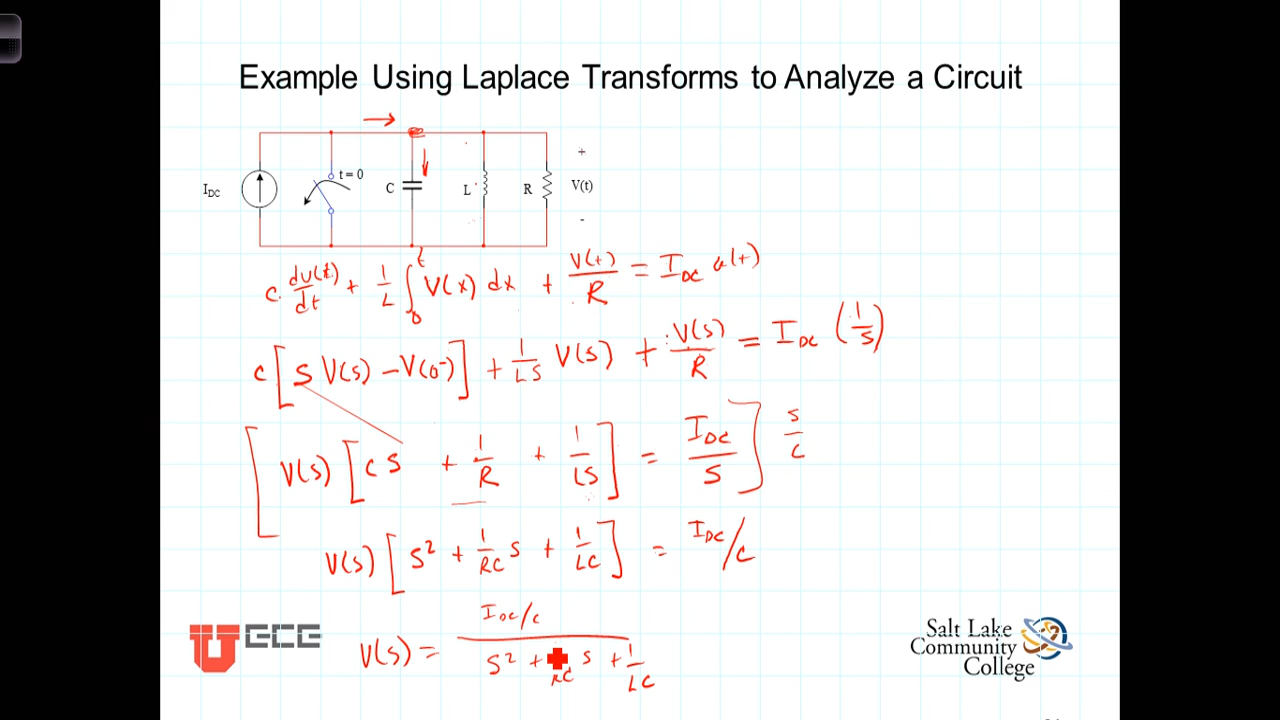 Example Using Laplace Transforms to Analyze a Circuit
I_DC
t = 0
C
L
R
+
V(t)
-
C · dv(t)/dt + 1/L ∫_0^t V(x) dx + V(t)/R = I_DC u(t)
C [ S V(s) - V(0⁻) ] + 1/LS V(s) + V(s)/R = I_DC (1/S)
[ V(s) [ CS + 1/R + 1/LS ] = I_DC/S ] S/C
V(s) [ S² + 1/RC S + 1/LC ] = I_DC/C
V(s) = (I_DC/C) / (S² + 1/RC S + 1/LC)
U ECE
Salt Lake
Community
College